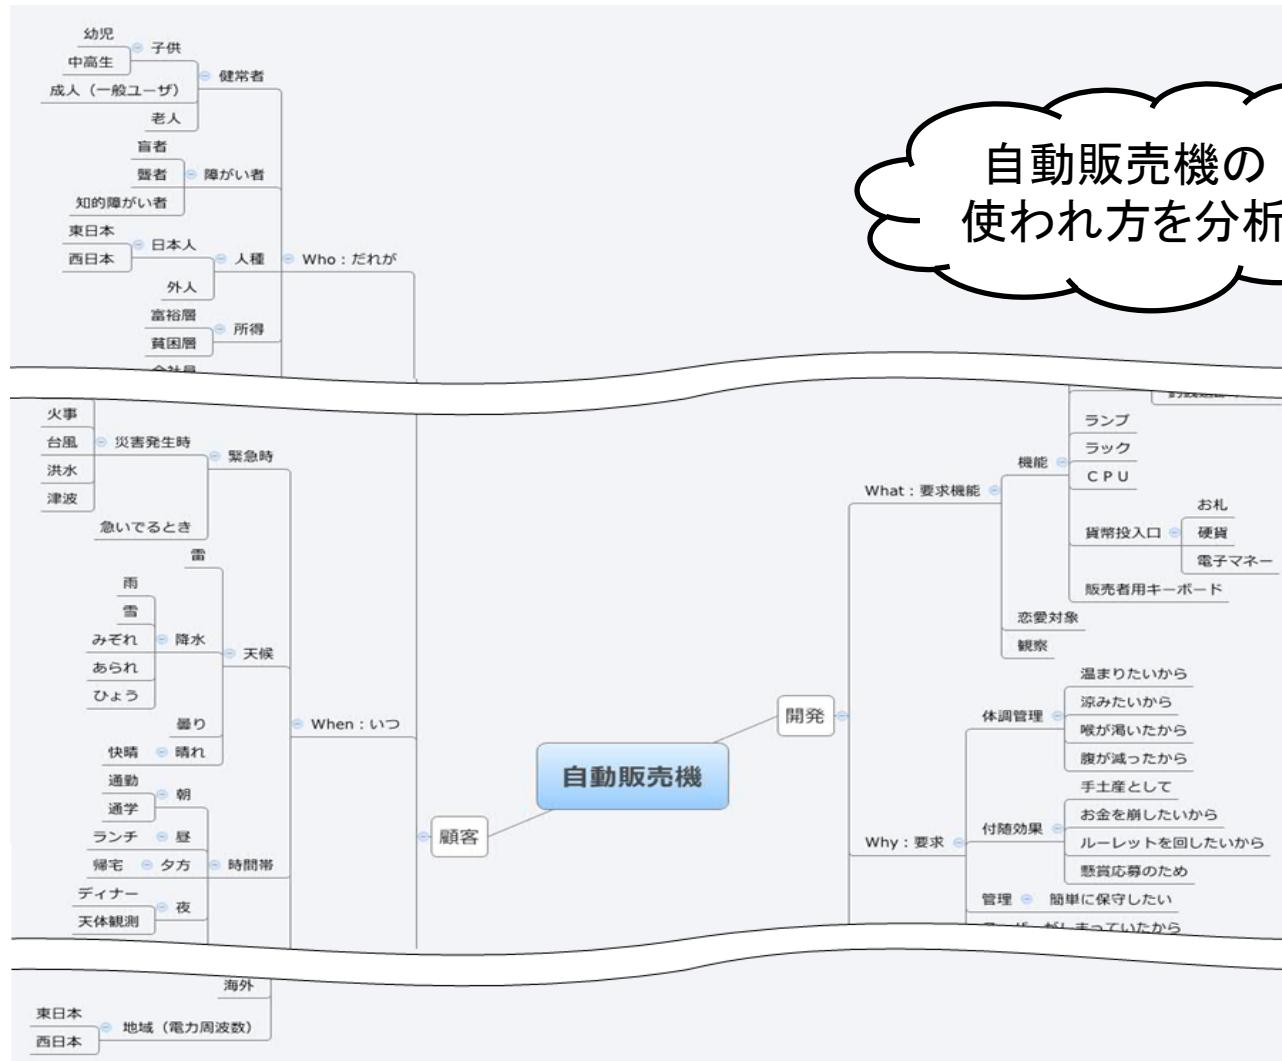 自動販売機の
使われ方を分析
幼児
中高生
子供
成人（一般ユーザ）
老人
健常者
盲者
聾者
知的障がい者
障がい者
東日本
西日本
日本人
外人
人種
富裕層
貧困層
所得
会社員
Who：だれが
火事
台風
洪水
津波
災害発生時
急いでるとき
緊急時
雷
雨
雪
みぞれ
あられ
ひょう
降水
曇り
快晴
晴れ
天候
通勤
通学
朝
ランチ
昼
帰宅
夕方
ディナー
天体観測
夜
時間帯
When：いつ
海外
東日本
西日本
地域（電力周波数）
顧客
自動販売機
開発
What：要求機能
機能
ランプ
ラック
ＣＰＵ
貨幣投入口
お札
硬貨
電子マネー
販売者用キーボード
恋愛対象
観察
Why：要求
体調管理
温まりたいから
涼みたいから
喉が渇いたから
腹が減ったから
付随効果
手土産として
お金を崩したいから
ルーレットを回したいから
懸賞応募のため
管理
簡単に保守したい